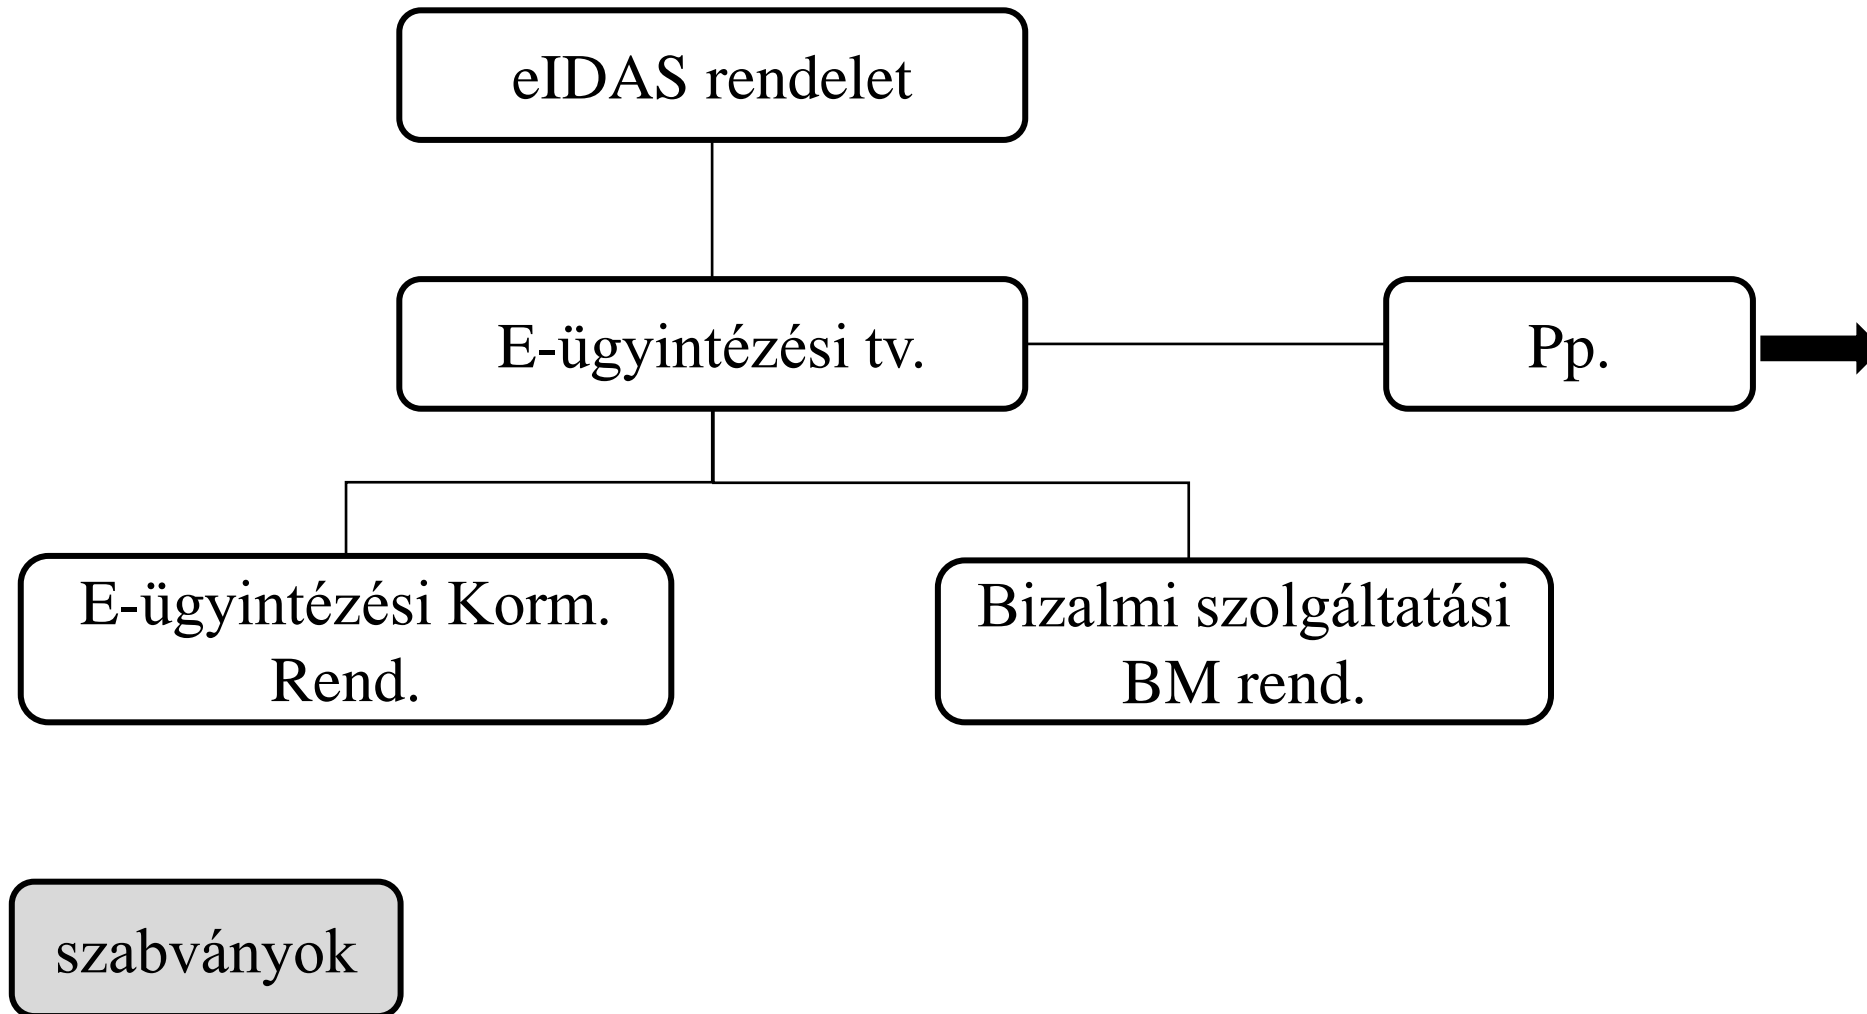 eIDAS rendelet
E-ügyintézési tv.
Pp.
E-ügyintézési Korm.
Rend.
Bizalmi szolgáltatási
BM rend.
szabványok